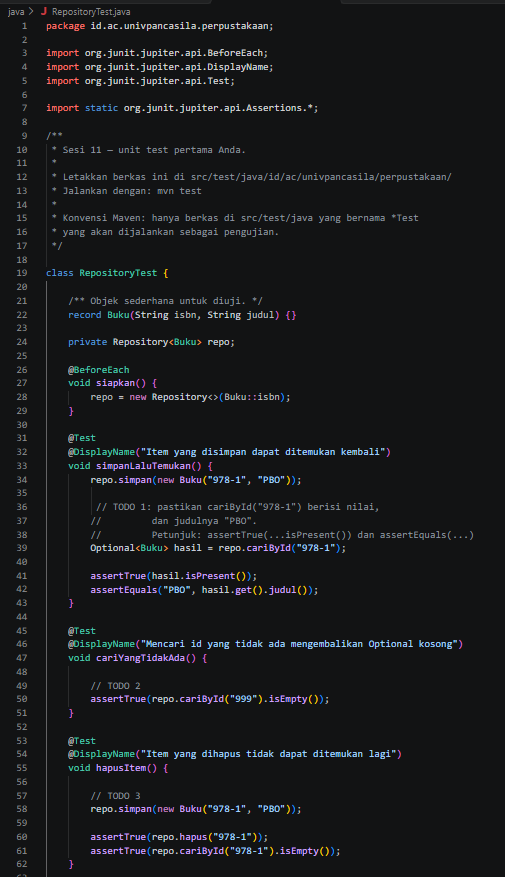 java > J RepositoryTest.java
1 package id.ac.univpancasila.perpustakaan;
2
3 import org.junit.jupiter.api.BeforeEach;
4 import org.junit.jupiter.api.DisplayName;
5 import org.junit.jupiter.api.Test;
6
7 import static org.junit.jupiter.api.Assertions.*;
8
9 /**
10  * Sesi 11 — unit test pertama Anda.
11  *
12  * Letakkan berkas ini di src/test/java/id/ac/univpancasila/perpustakaan/
13  * Jalankan dengan: mvn test
14  *
15  * Konvensi Maven: hanya berkas di src/test/java yang bernama *Test
16  * yang akan dijalankan sebagai pengujian.
17  */
18
19 class RepositoryTest {
20
21     /** Objek sederhana untuk diuji. */
22     record Buku(String isbn, String judul) {}
23
24     private Repository<Buku> repo;
25
26     @BeforeEach
27     void siapkan() {
28         repo = new Repository<>(Buku::isbn);
29     }
30
31     @Test
32     @DisplayName("Item yang disimpan dapat ditemukan kembali")
33     void simpanLaluTemukan() {
34         repo.simpan(new Buku("978-1", "PBO"));
35
36          // TODO 1: pastikan cariById("978-1") berisi nilai,
37         //         dan judulnya "PBO".
38         //         Petunjuk: assertTrue(...isPresent()) dan assertEquals(...)
39         Optional<Buku> hasil = repo.cariById("978-1");
40
41         assertTrue(hasil.isPresent());
42         assertEquals("PBO", hasil.get().judul());
43     }
44
45     @Test
46     @DisplayName("Mencari id yang tidak ada mengembalikan Optional kosong")
47     void cariYangTidakAda() {
48
49         // TODO 2
50         assertTrue(repo.cariById("999").isEmpty());
51     }
52
53     @Test
54     @DisplayName("Item yang dihapus tidak dapat ditemukan lagi")
55     void hapusItem() {
56
57         // TODO 3
58         repo.simpan(new Buku("978-1", "PBO"));
59
60         assertTrue(repo.hapus("978-1"));
61         assertTrue(repo.cariById("978-1").isEmpty());
62     }